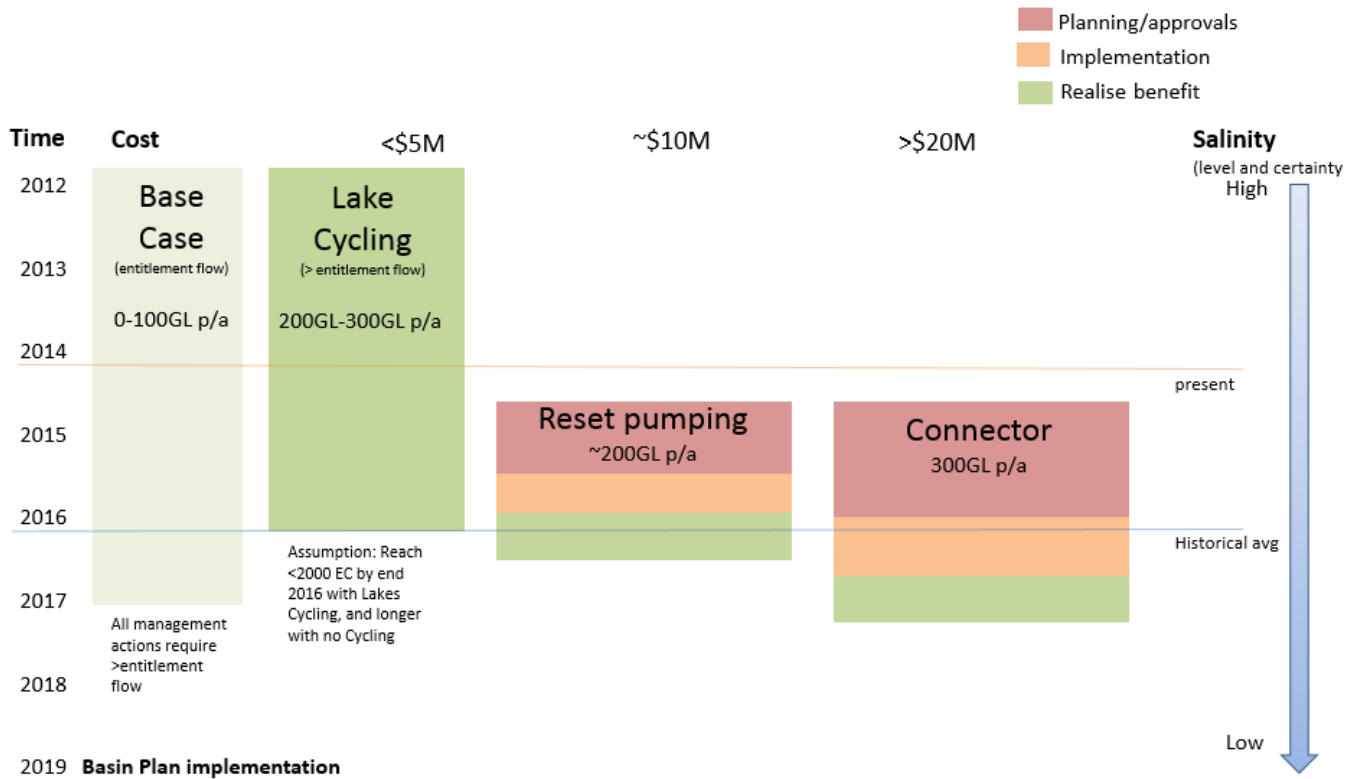 Planning/approvals
Implementation
Realise benefit
Time
Cost
<$5M
~$10M
>$20M
Salinity
(level and certainty
High
2012
2013
2014
2015
2016
2017
2018
2019
Basin Plan implementation
Base
Case
(entitlement flow)
0-100GL p/a
All management
actions require
>entitlement
flow
Lake
Cycling
(> entitlement flow)
200GL-300GL p/a
Assumption: Reach
<2000 EC by end
2016 with Lakes
Cycling, and longer
with no Cycling
Reset pumping
~200GL p/a
Connector
300GL p/a
present
Historical avg
Low